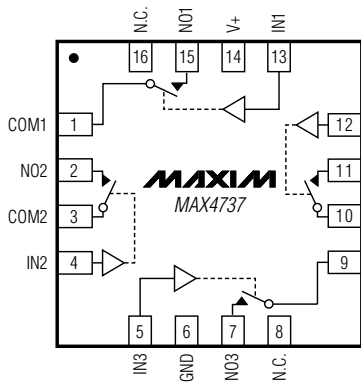 N.C.
NO1
V+
IN1
16
15
14
13
COM1
1
12
NO2
2
11
MAXIM
MAX4737
COM2
3
10
IN2
4
9
5
6
7
8
IN3
GND
NO3
N.C.